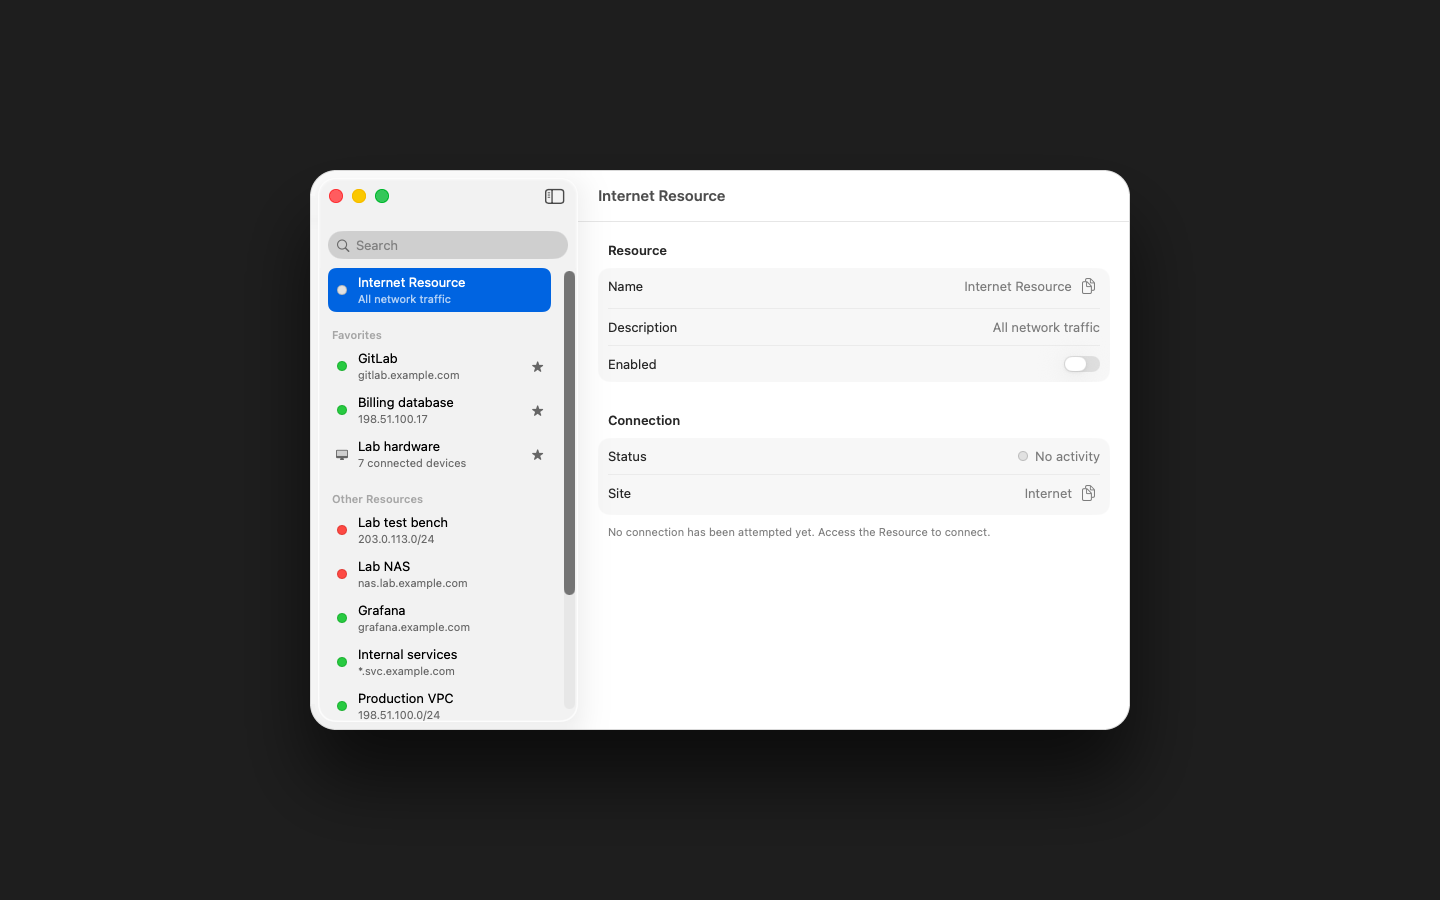 Search
Internet Resource
All network traffic
Favorites
GitLab
gitlab.example.com
Billing database
198.51.100.17
Lab hardware
7 connected devices
Other Resources
Lab test bench
203.0.113.0/24
Lab NAS
nas.lab.example.com
Grafana
grafana.example.com
Internal services
*.svc.example.com
Production VPC
198.51.100.0/24
Internet Resource
Resource
Name Internet Resource
Description All network traffic
Enabled
Connection
Status No activity
Site Internet
No connection has been attempted yet. Access the Resource to connect.